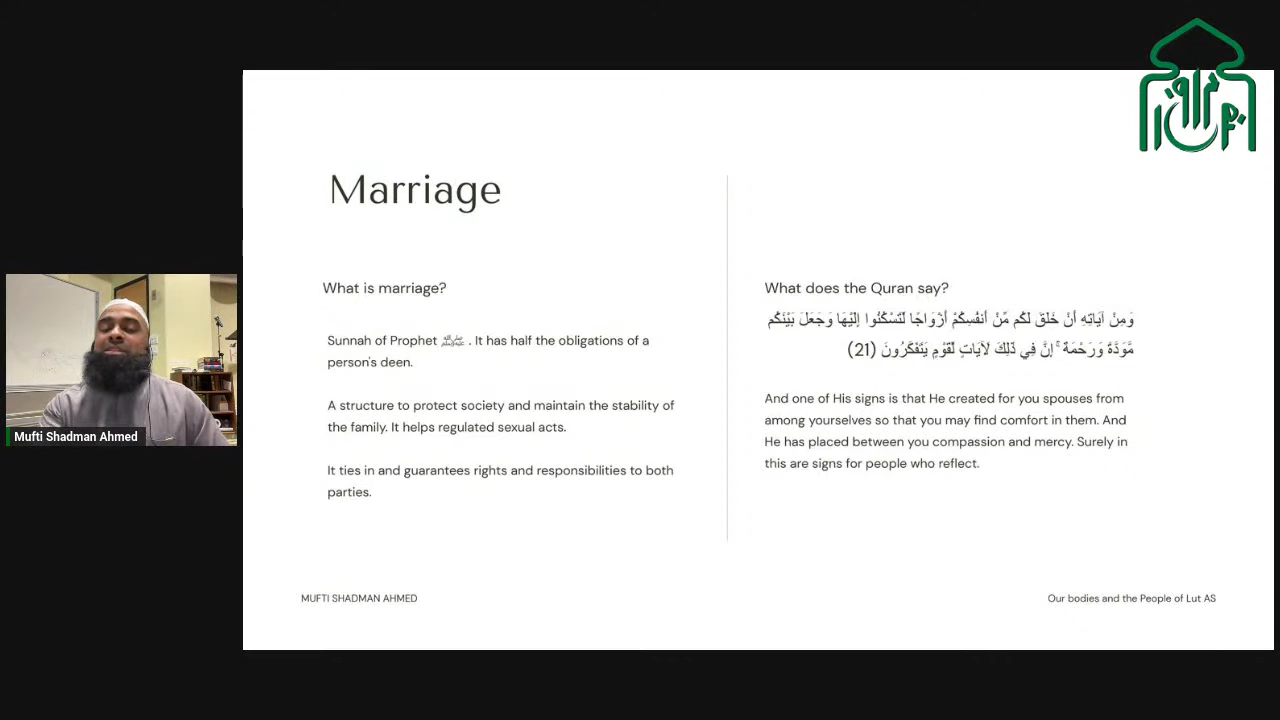 Marriage
What is marriage?
Sunnah of Prophet ﷺ . It has half the obligations of a
person's deen.
A structure to protect society and maintain the stability of
the family. It helps regulated sexual acts.
It ties in and guarantees rights and responsibilities to both
parties.
What does the Quran say?
وَمِنْ آيَاتِهِ أَنْ خَلَقَ لَكُم مِّنْ أَنفُسِكُمْ أَزْوَاجًا لِّتَسْكُنُوا إِلَيْهَا وَجَعَلَ بَيْنَكُم
مَّوَدَّةً وَرَحْمَةً ۚ إِنَّ فِي ذَٰلِكَ لَآيَاتٍ لِّقَوْمٍ يَتَفَكَّرُونَ (21)
And one of His signs is that He created for you spouses from
among yourselves so that you may find comfort in them. And
He has placed between you compassion and mercy. Surely in
this are signs for people who reflect.
MUFTI SHADMAN AHMED
Our bodies and the People of Lut AS
Mufti Shadman Ahmed